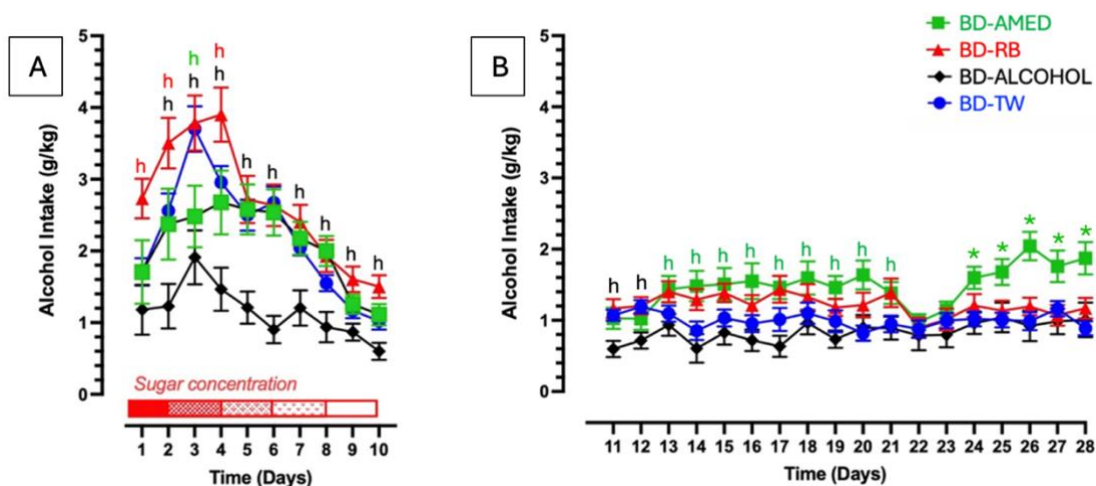 A
Alcohol Intake (g/kg)
5
4
3
2
1
0
h
h
h
h
h
h
h
h
h
h
h
h
h
h
Sugar concentration
1 2 3 4 5 6 7 8 9 10
Time (Days)
B
Alcohol Intake (g/kg)
5
4
3
2
1
0
BD-AMED
BD-RB
BD-ALCOHOL
BD-TW
h h h h h h h h h h
* * * * *
11 12 13 14 15 16 17 18 19 20 21 22 23 24 25 26 27 28
Time (Days)